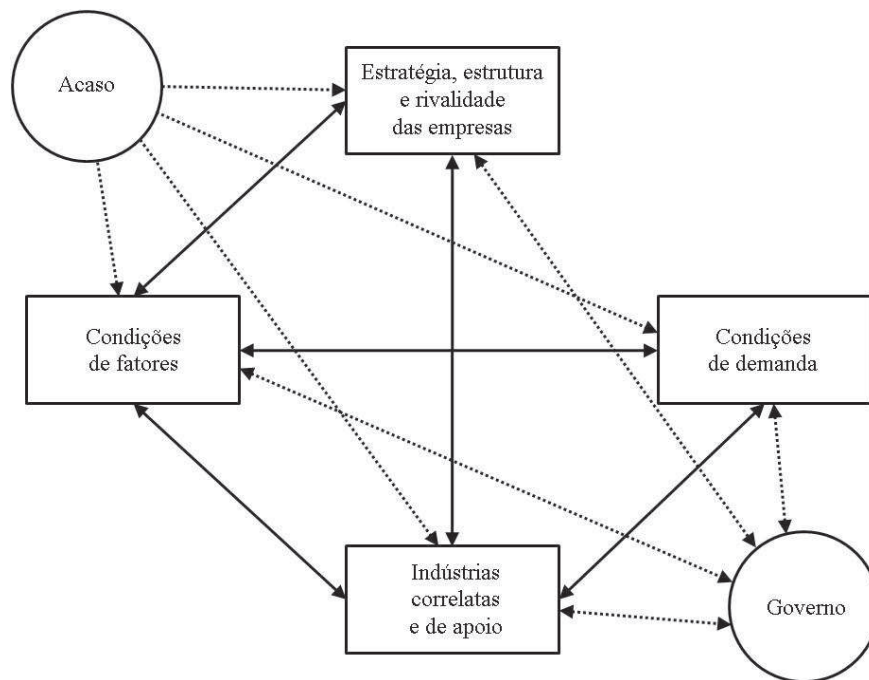 Acaso
Estratégia, estrutura
e rivalidade
das empresas
Condições
de fatores
Condições
de demanda
Indústrias
correlatas
e de apoio
Governo